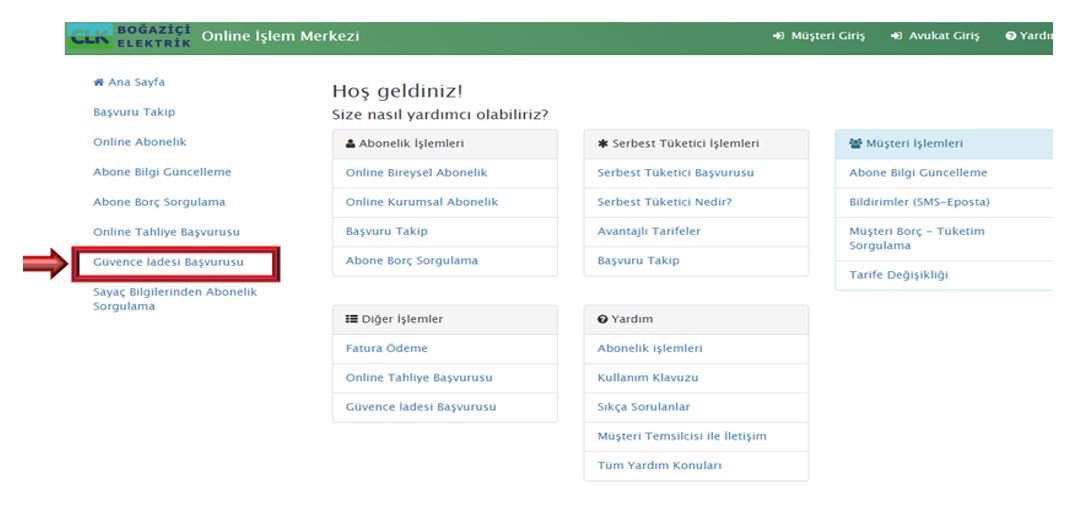 CLK BOĞAZİÇİ
ELEKTRİK
Online İşlem Merkezi
Müşteri Giriş
Avukat Giriş
Ana Sayfa
Başvuru Takip
Online Abonelik
Abone Bilgi Güncelleme
Abone Borç Sorgulama
Online Tahliye Başvurusu
Güvence İadesi Başvurusu
Sayaç Bilgilerinden Abonelik
Sorgulama
Hoş geldiniz!
Size nasıl yardımcı olabiliriz?
Abonelik İşlemleri
Online Bireysel Abonelik
Online Kurumsal Abonelik
Başvuru Takip
Abone Borç Sorgulama
Serbest Tüketici İşlemleri
Serbest Tüketici Başvurusu
Serbest Tüketici Nedir?
Avantajlı Tarifeler
Başvuru Takip
Müşteri İşlemleri
Abone Bilgi Güncelleme
Bildirimler (SMS-Eposta)
Müşteri Borç - Tüketim
Sorgulama
Tarife Değişikliği
Diğer İşlemler
Fatura Ödeme
Online Tahliye Başvurusu
Güvence İadesi Başvurusu
Yardım
Abonelik işlemleri
Kullanım Klavuzu
Sıkça Sorulanlar
Müşteri Temsilcisi ile İletişim
Tüm Yardım Konuları